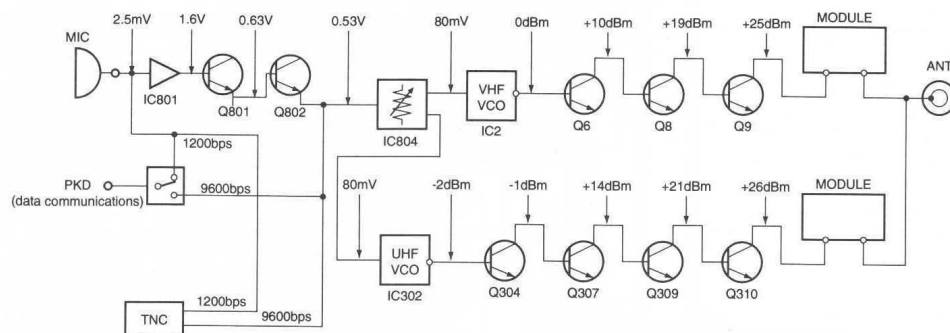 2.5mV 1.6V 0.63V 0.53V 80mV 0dBm +10dBm +19dBm +25dBm MODULE
MIC
ANT
IC801
Q801
Q802
IC804
VHF
VCO
IC2
Q6
Q8
Q9
1200bps
PKD
(data communications)
9600bps
80mV -2dBm -1dBm +14dBm +21dBm +26dBm MODULE
UHF
VCO
IC302
Q304
Q307
Q309
Q310
TNC
1200bps
9600bps